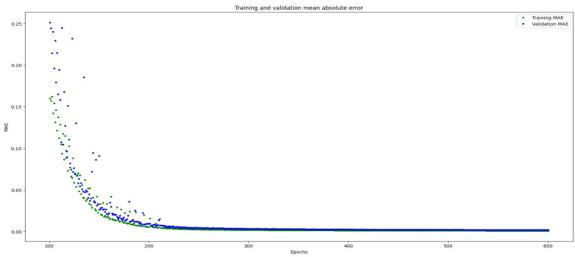 Training and validation mean absolute error
Training MAE
Validation MAE
0.25
0.20
0.15
0.10
0.05
0.00
MAE
100 200 300 400 500 600
Epochs